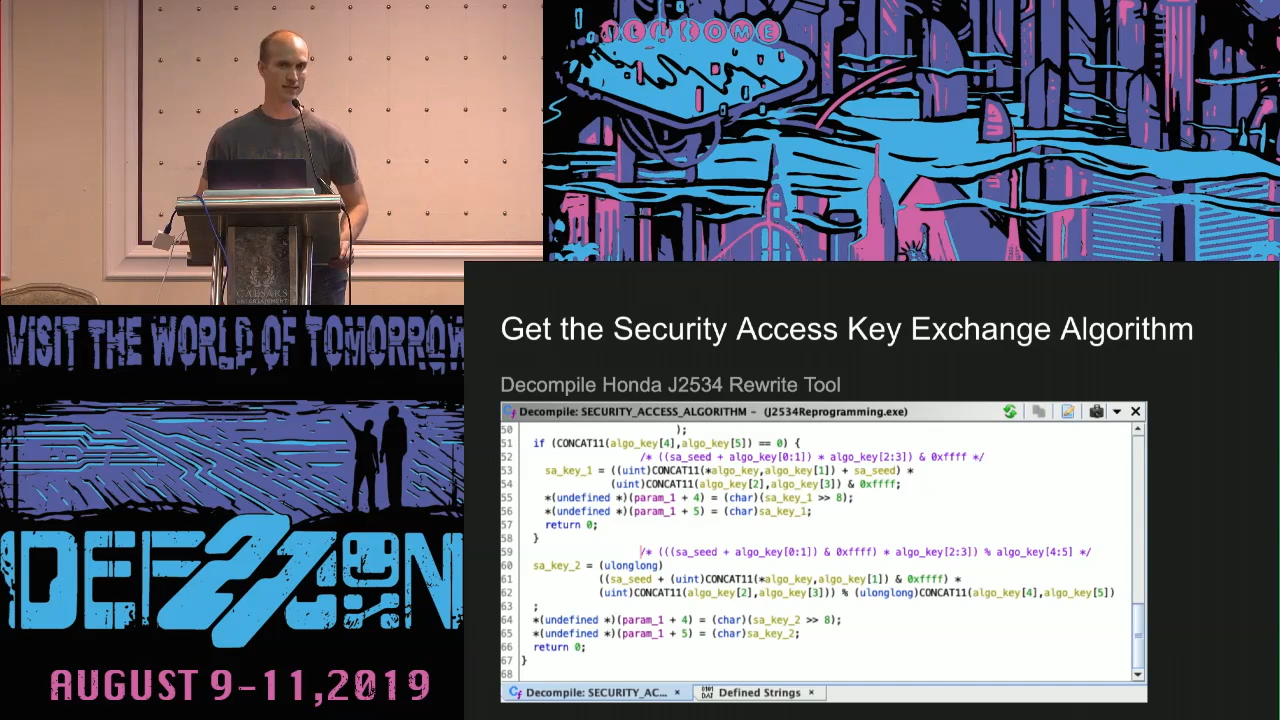 WELCOME
CAESARS
ENTERTAINMENT
VISIT THE WORLD OF TOMORROW
DEFCON
27
AUGUST 9-11,2019
Get the Security Access Key Exchange Algorithm
Decompile Honda J2534 Rewrite Tool
Decompile: SECURITY_ACCESS_ALGORITHM - (J2534Reprogramming.exe)
50 );
51 if (CONCAT11(algo_key[4],algo_key[5]) == 0) {
52 /* ((sa_seed + algo_key[0:1]) * algo_key[2:3]) & 0xffff */
53 sa_key_1 = ((uint)CONCAT11(*algo_key,algo_key[1]) + sa_seed) *
54 (uint)CONCAT11(algo_key[2],algo_key[3]) & 0xffff;
55 *(undefined *)(param_1 + 4) = (char)(sa_key_1 >> 8);
56 *(undefined *)(param_1 + 5) = (char)sa_key_1;
57 return 0;
58 }
59 /* (((sa_seed + algo_key[0:1]) & 0xffff) * algo_key[2:3]) % algo_key[4:5] */
60 sa_key_2 = (ulonglong)
61 ((sa_seed + (uint)CONCAT11(*algo_key,algo_key[1]) & 0xffff) *
62 (uint)CONCAT11(algo_key[2],algo_key[3])) % (ulonglong)CONCAT11(algo_key[4],algo_key[5])
63 ;
64 *(undefined *)(param_1 + 4) = (char)(sa_key_2 >> 8);
65 *(undefined *)(param_1 + 5) = (char)sa_key_2;
66 return 0;
67 }
68
Decompile: SECURITY_AC... × Defined Strings ×